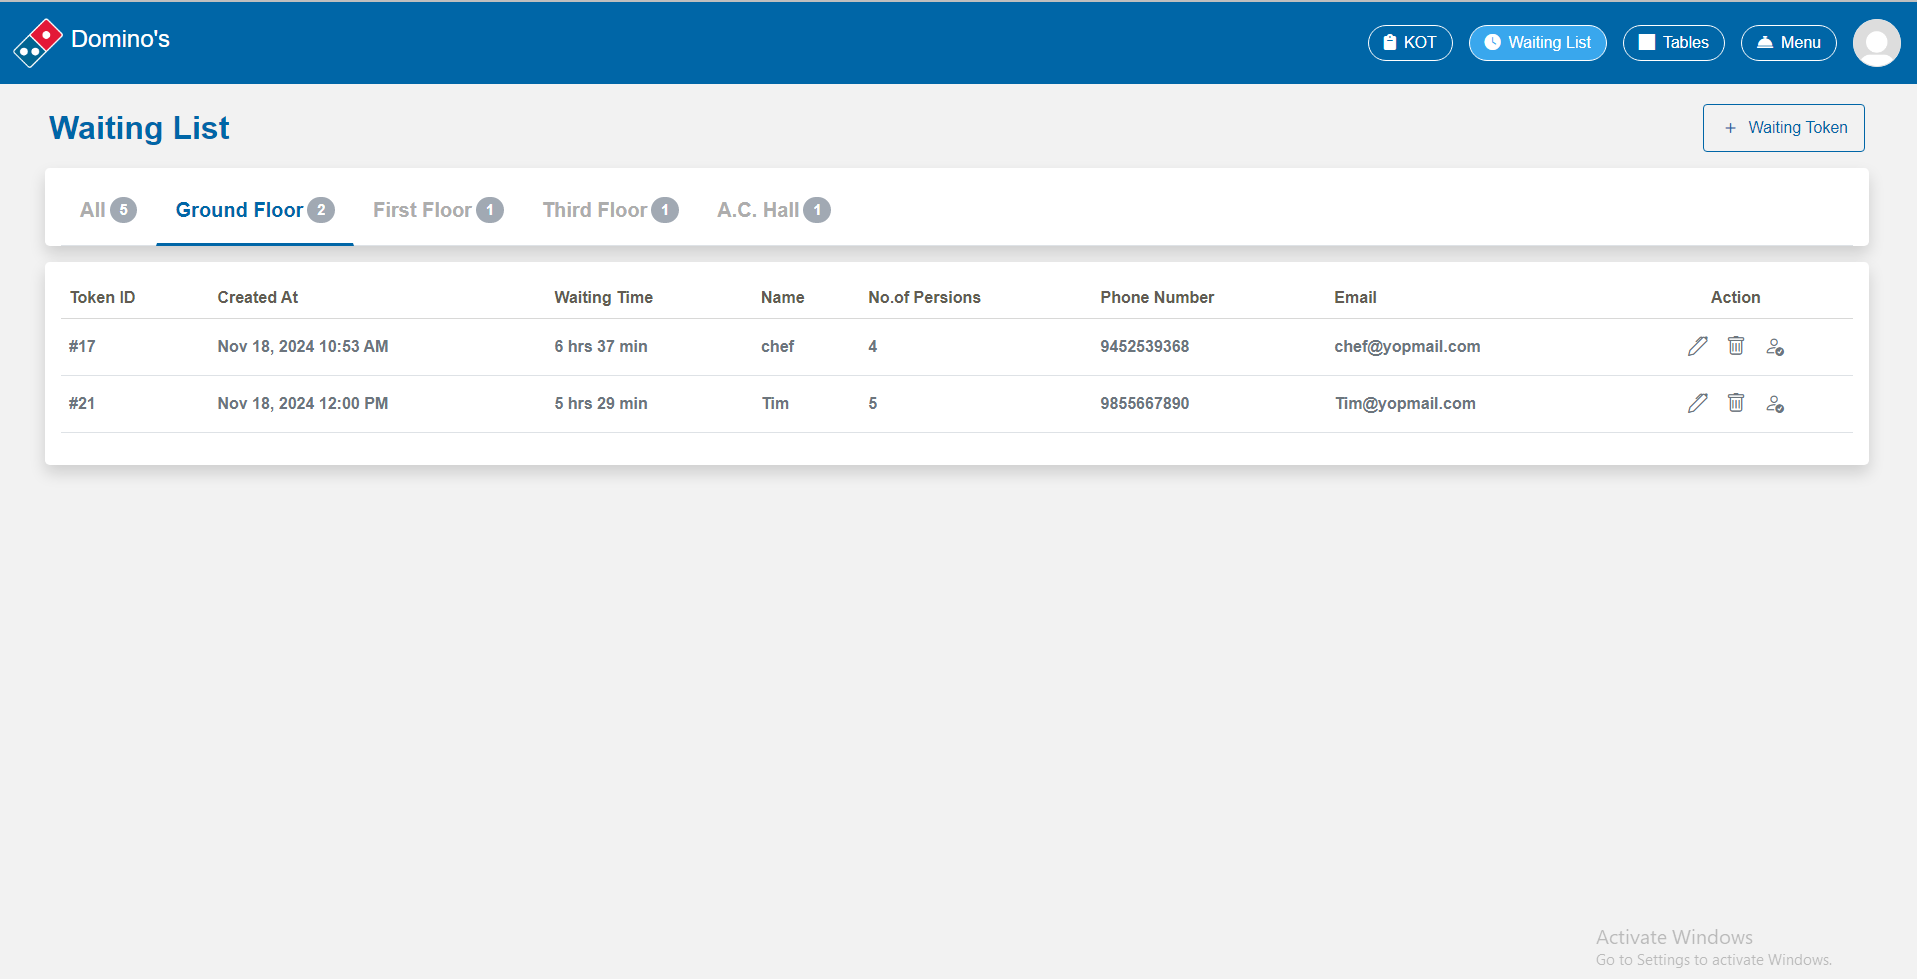 Domino's
KOT
Waiting List
Tables
Menu
Waiting List
+ Waiting Token
All 5
Ground Floor 2
First Floor 1
Third Floor 1
A.C. Hall 1
Token ID Created At Waiting Time Name No.of Persions Phone Number Email Action
#17 Nov 18, 2024 10:53 AM 6 hrs 37 min chef 4 9452539368 chef@yopmail.com
#21 Nov 18, 2024 12:00 PM 5 hrs 29 min Tim 5 9855667890 Tim@yopmail.com
Activate Windows
Go to Settings to activate Windows.